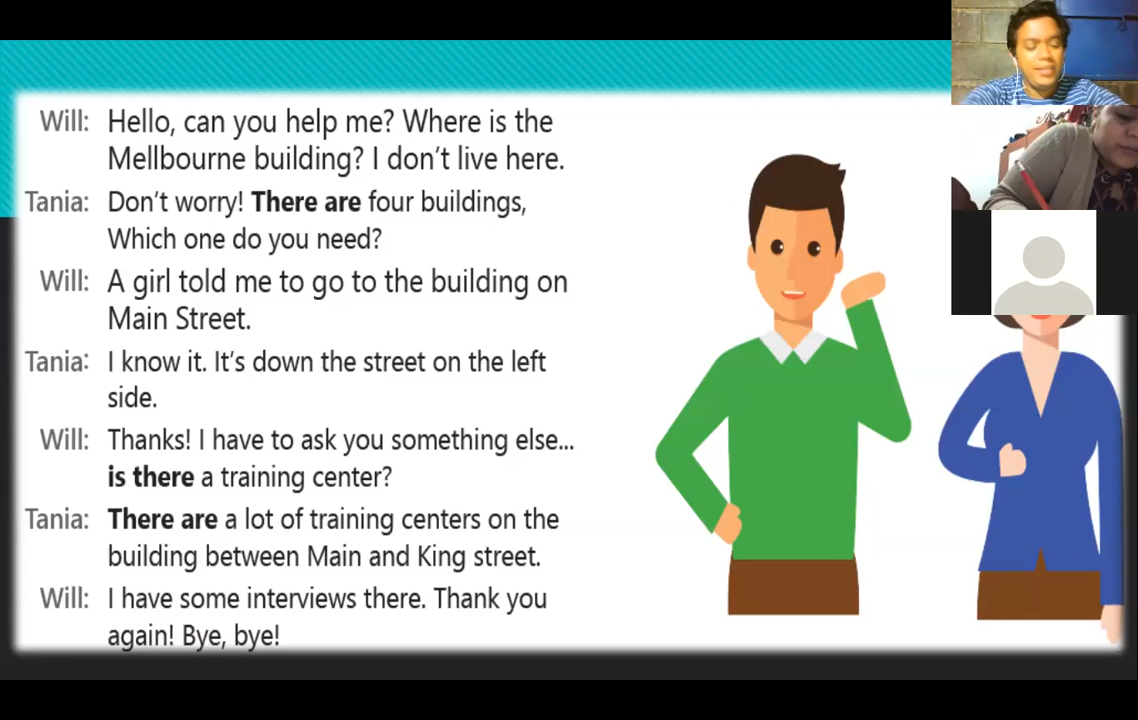 Will: Hello, can you help me? Where is the
Mellbourne building? I don't live here.
Tania: Don't worry! There are four buildings,
Which one do you need?
Will: A girl told me to go to the building on
Main Street.
Tania: I know it. It's down the street on the left
side.
Will: Thanks! I have to ask you something else...
is there a training center?
Tania: There are a lot of training centers on the
building between Main and King street.
Will: I have some interviews there. Thank you
again! Bye, bye!